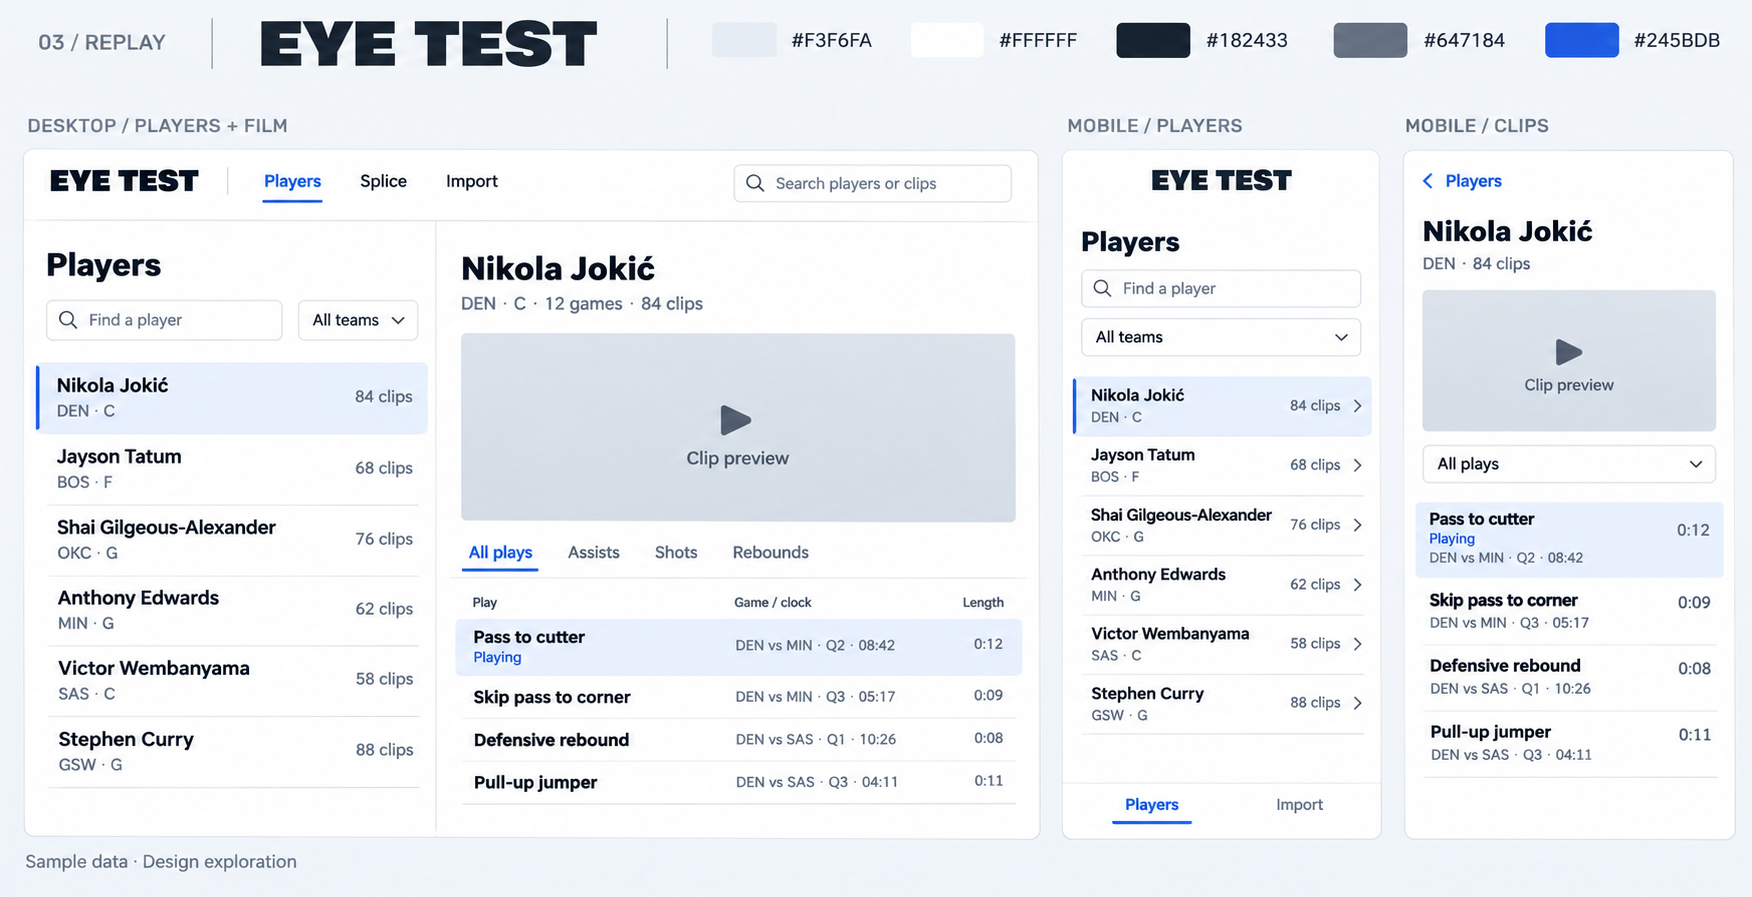 03 / REPLAY
EYE TEST
#F3F6FA
#FFFFFF
#182433
#647184
#245BDB
DESKTOP / PLAYERS + FILM
EYE TEST
Players
Splice
Import
Search players or clips
Players
Find a player
All teams
Nikola Jokić
84 clips
DEN · C
Jayson Tatum
68 clips
BOS · F
Shai Gilgeous-Alexander
76 clips
OKC · G
Anthony Edwards
62 clips
MIN · G
Victor Wembanyama
58 clips
SAS · C
Stephen Curry
88 clips
GSW · G
Nikola Jokić
DEN · C · 12 games · 84 clips
Clip preview
All plays
Assists
Shots
Rebounds
Play
Game / clock
Length
Pass to cutter
Playing
DEN vs MIN · Q2 · 08:42
0:12
Skip pass to corner
DEN vs MIN · Q3 · 05:17
0:09
Defensive rebound
DEN vs SAS · Q1 · 10:26
0:08
Pull-up jumper
DEN vs SAS · Q3 · 04:11
0:11
MOBILE / PLAYERS
EYE TEST
Players
Find a player
All teams
Nikola Jokić
84 clips
DEN · C
Jayson Tatum
68 clips
BOS · F
Shai Gilgeous-Alexander
76 clips
OKC · G
Anthony Edwards
62 clips
MIN · G
Victor Wembanyama
58 clips
SAS · C
Stephen Curry
88 clips
GSW · G
Players
Import
MOBILE / CLIPS
Players
Nikola Jokić
DEN · 84 clips
Clip preview
All plays
Pass to cutter
Playing
0:12
DEN vs MIN · Q2 · 08:42
Skip pass to corner
0:09
DEN vs MIN · Q3 · 05:17
Defensive rebound
0:08
DEN vs SAS · Q1 · 10:26
Pull-up jumper
0:11
DEN vs SAS · Q3 · 04:11
Sample data · Design exploration